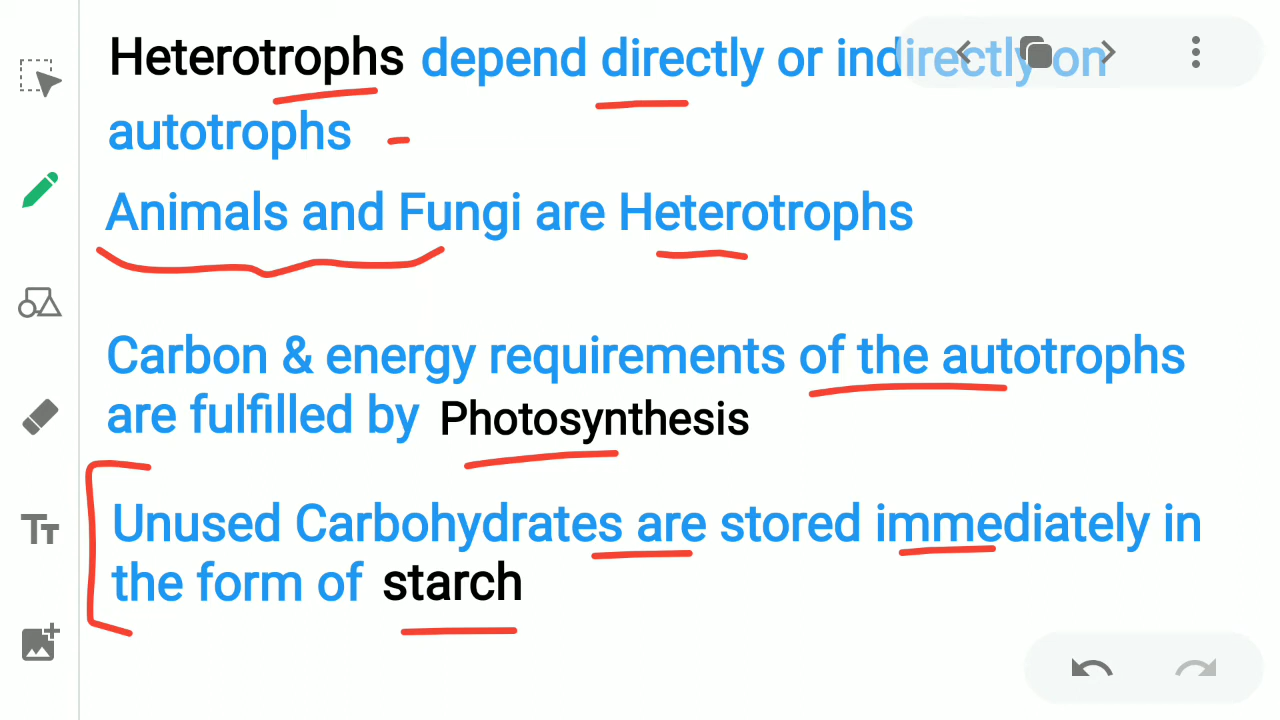 Heterotrophs depend directly or indirectly on
autotrophs
Animals and Fungi are Heterotrophs
Carbon & energy requirements of the autotrophs
are fulfilled by Photosynthesis
Unused Carbohydrates are stored immediately in
the form of starch
TT